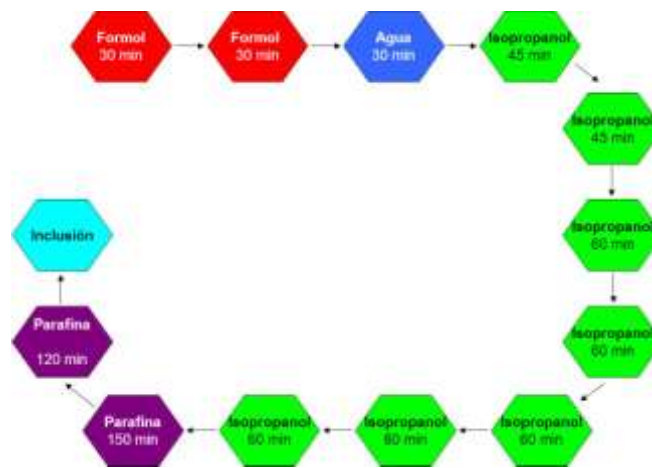 Formol
30 min
Formol
30 min
Agua
30 min
Isopropanol
45 min
Isopropanol
45 min
Isopropanol
60 min
Isopropanol
60 min
Isopropanol
60 min
Isopropanol
60 min
Isopropanol
60 min
Parafina
150 min
Parafina
120 min
Inclusión